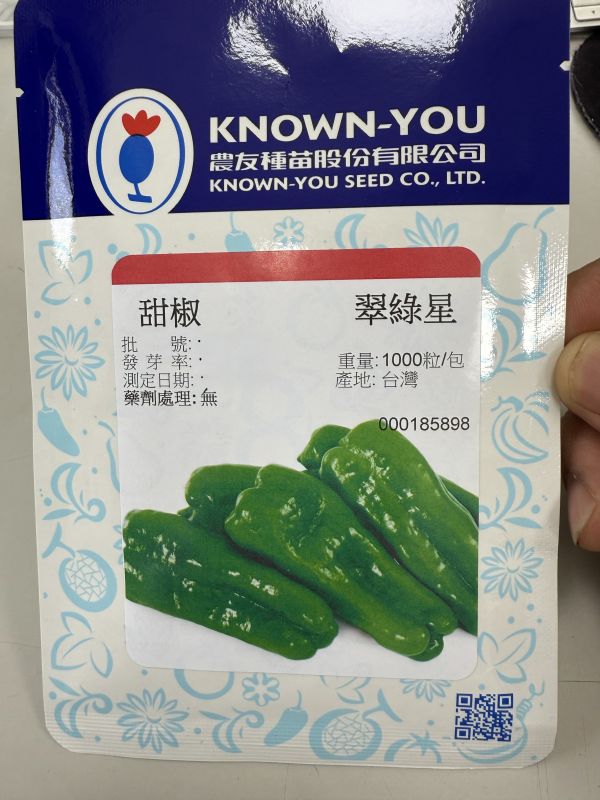 KNOWN-YOU
農友種苗股份有限公司
KNOWN-YOU SEED CO., LTD.
甜椒 翠綠星
批 號: ·
發 芽 率: · 重量: 1000粒/包
測定日期: · 產地: 台灣
藥劑處理: 無
000185898